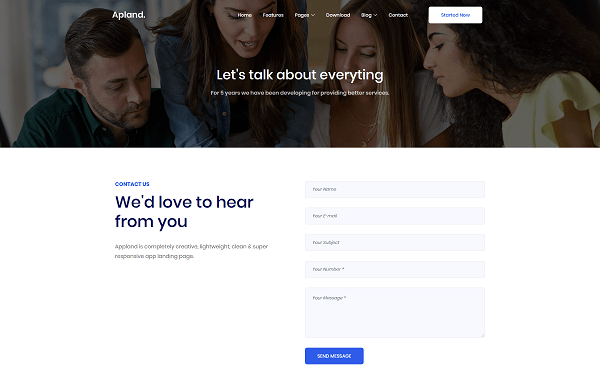 Apland.
Home Features Pages Download Blog Contact Started Now
Let's talk about everyting
For 5 years we have been developing for providing better services.
CONTACT US
We'd love to hear
from you
Appland is completely creative, lightweight, clean & super
responsive app landing page.
Your Name
Your E-mail
Your Subject
Your Number *
Your Message *
SEND MESSAGE